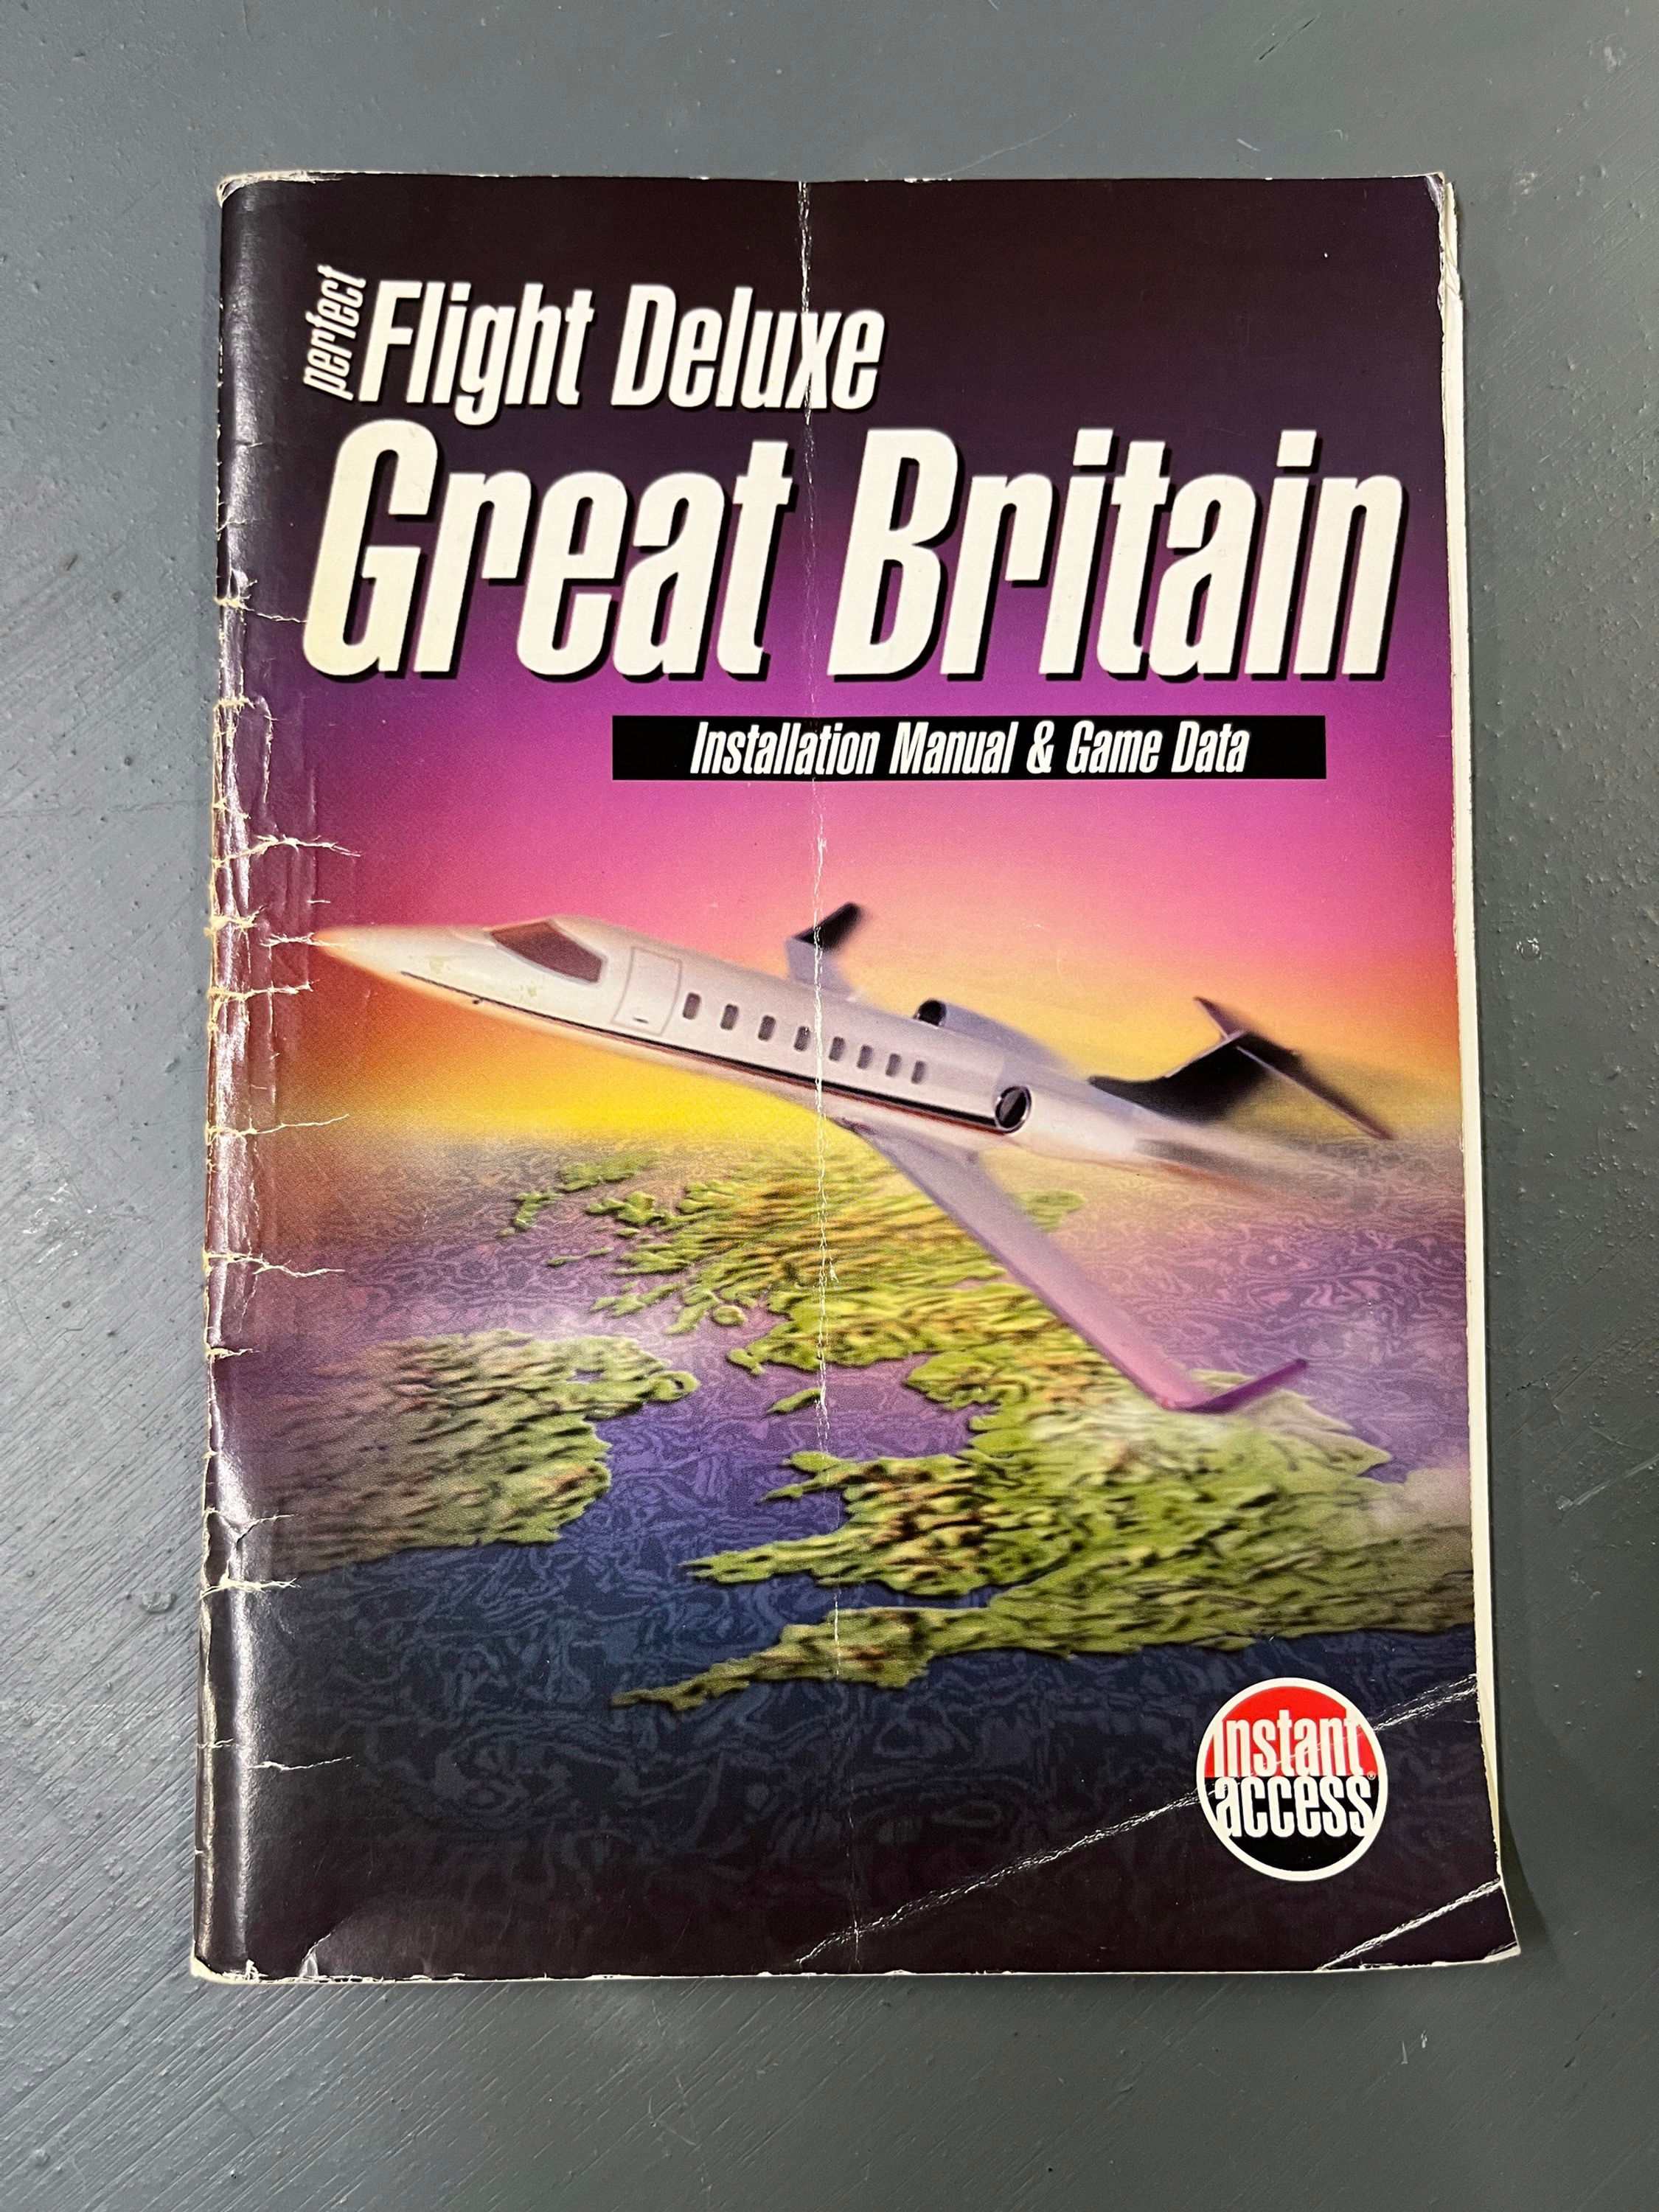 perfect
Flight Deluxe
Great Britain
Installation Manual & Game Data
instant
access®